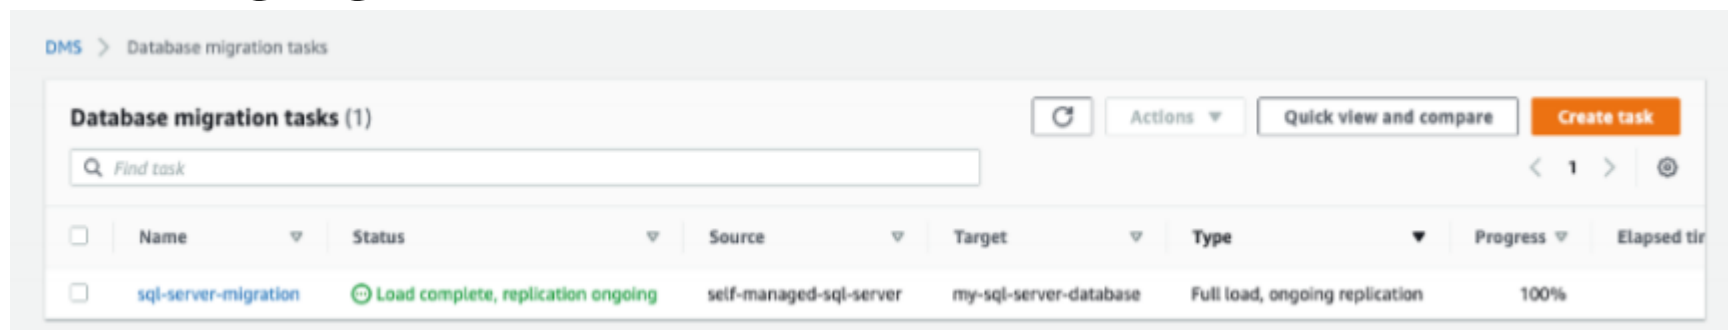 DMS > Database migration tasks
Database migration tasks (1)
Actions
Quick view and compare
Create task
Find task
< 1 >
Name Status Source Target Type Progress Elapsed tir
sql-server-migration Load complete, replication ongoing self-managed-sql-server my-sql-server-database Full load, ongoing replication 100%